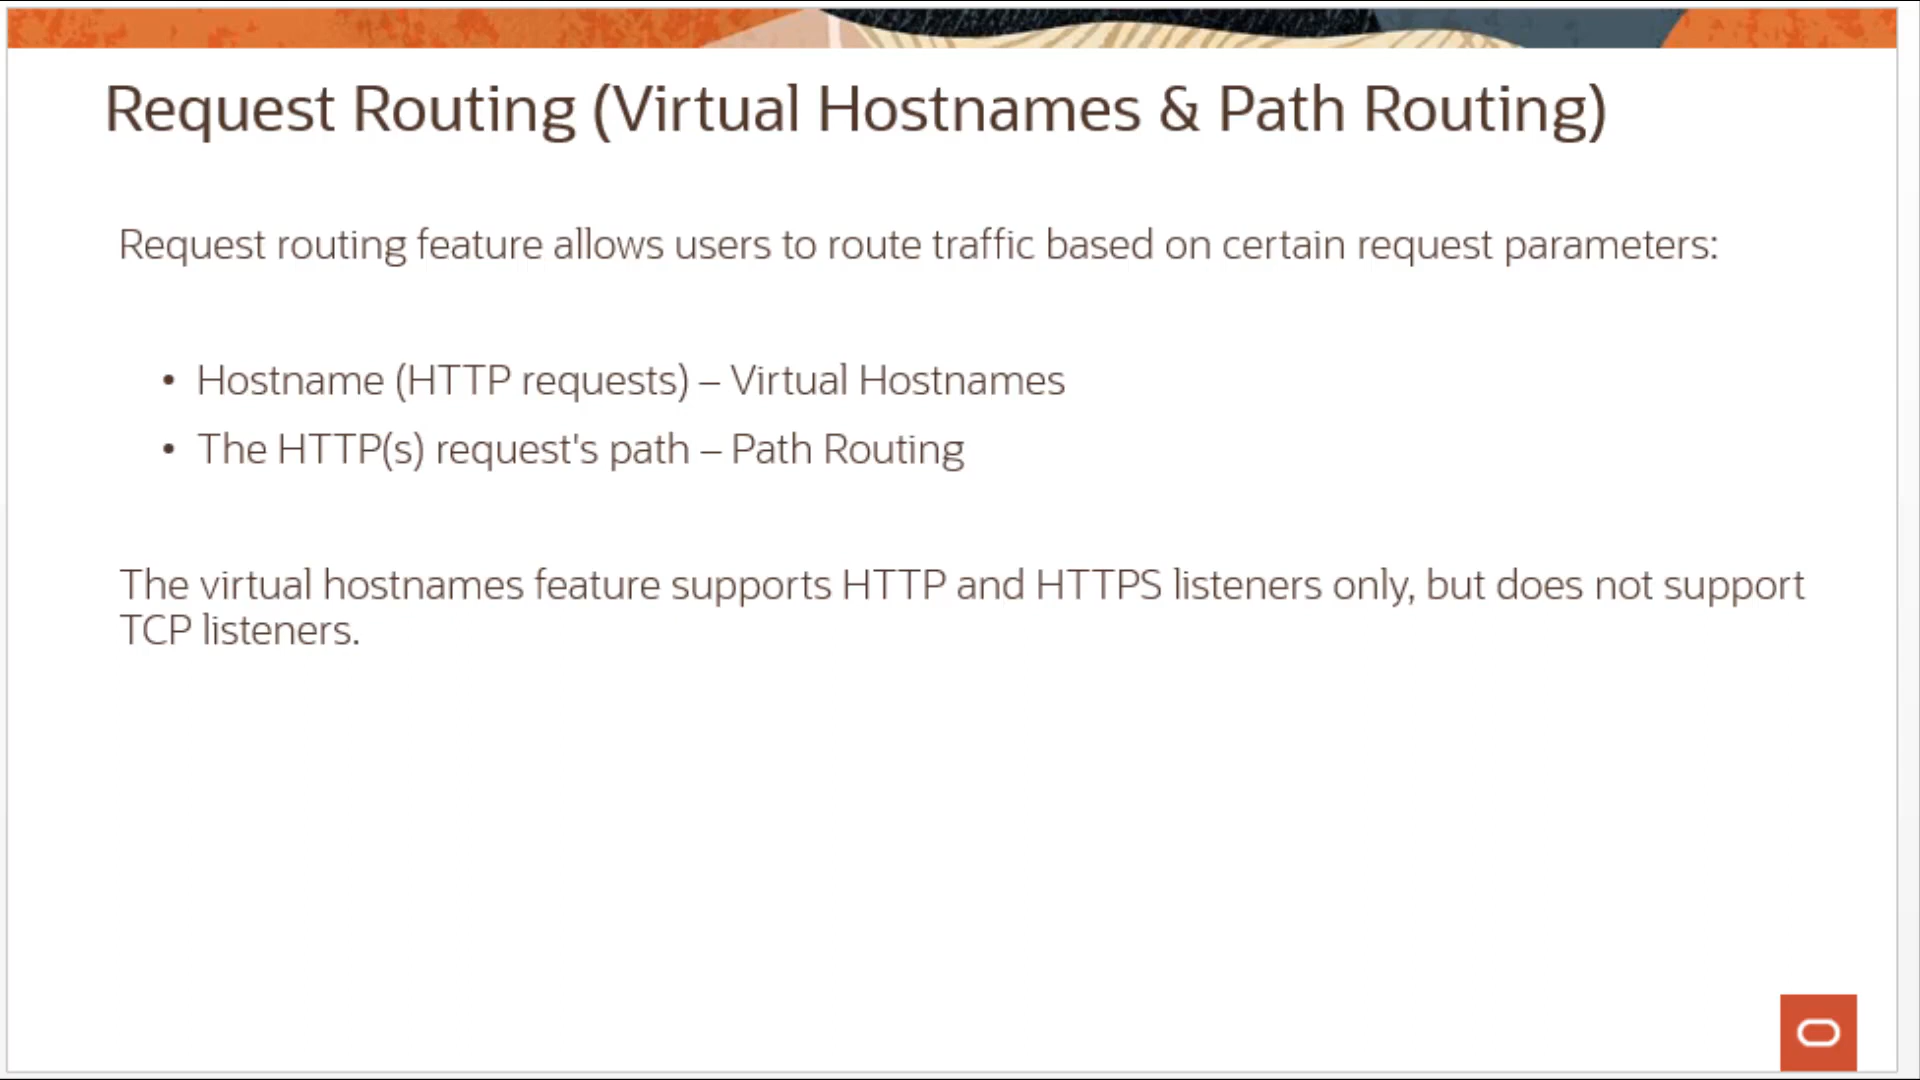 Request Routing (Virtual Hostnames & Path Routing)
Request routing feature allows users to route traffic based on certain request parameters:
• Hostname (HTTP requests) – Virtual Hostnames
• The HTTP(s) request's path – Path Routing
The virtual hostnames feature supports HTTP and HTTPS listeners only, but does not support
TCP listeners.